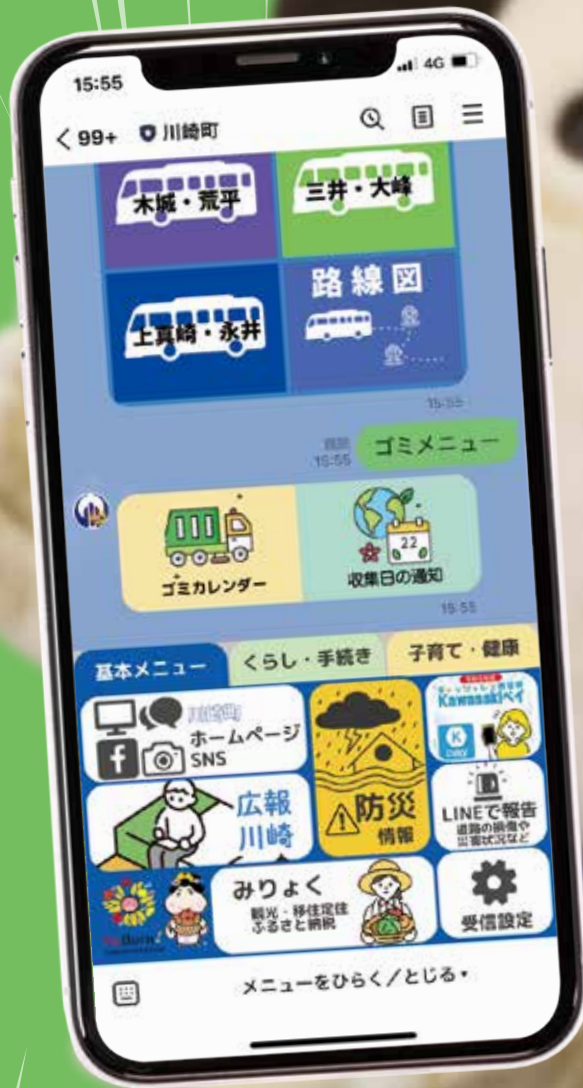 15:55
4G
99+ 川崎町
木城・荒平
三井・大峰
上真崎・永井
路線図
15:55
既読
15:55
ゴミメニュー
22
ゴミカレンダー
収集日の通知
15:55
基本メニュー
くらし・手続き
子育て・健康
川崎町
ホームページ
SNS
防災
情報
Kawasakiペイ
K
広報
川崎
LINEで報告
道路の損傷や
災害状況など
みりょく
観光・移住定住
ふるさと納税
受信設定
メニューをひらく／とじる